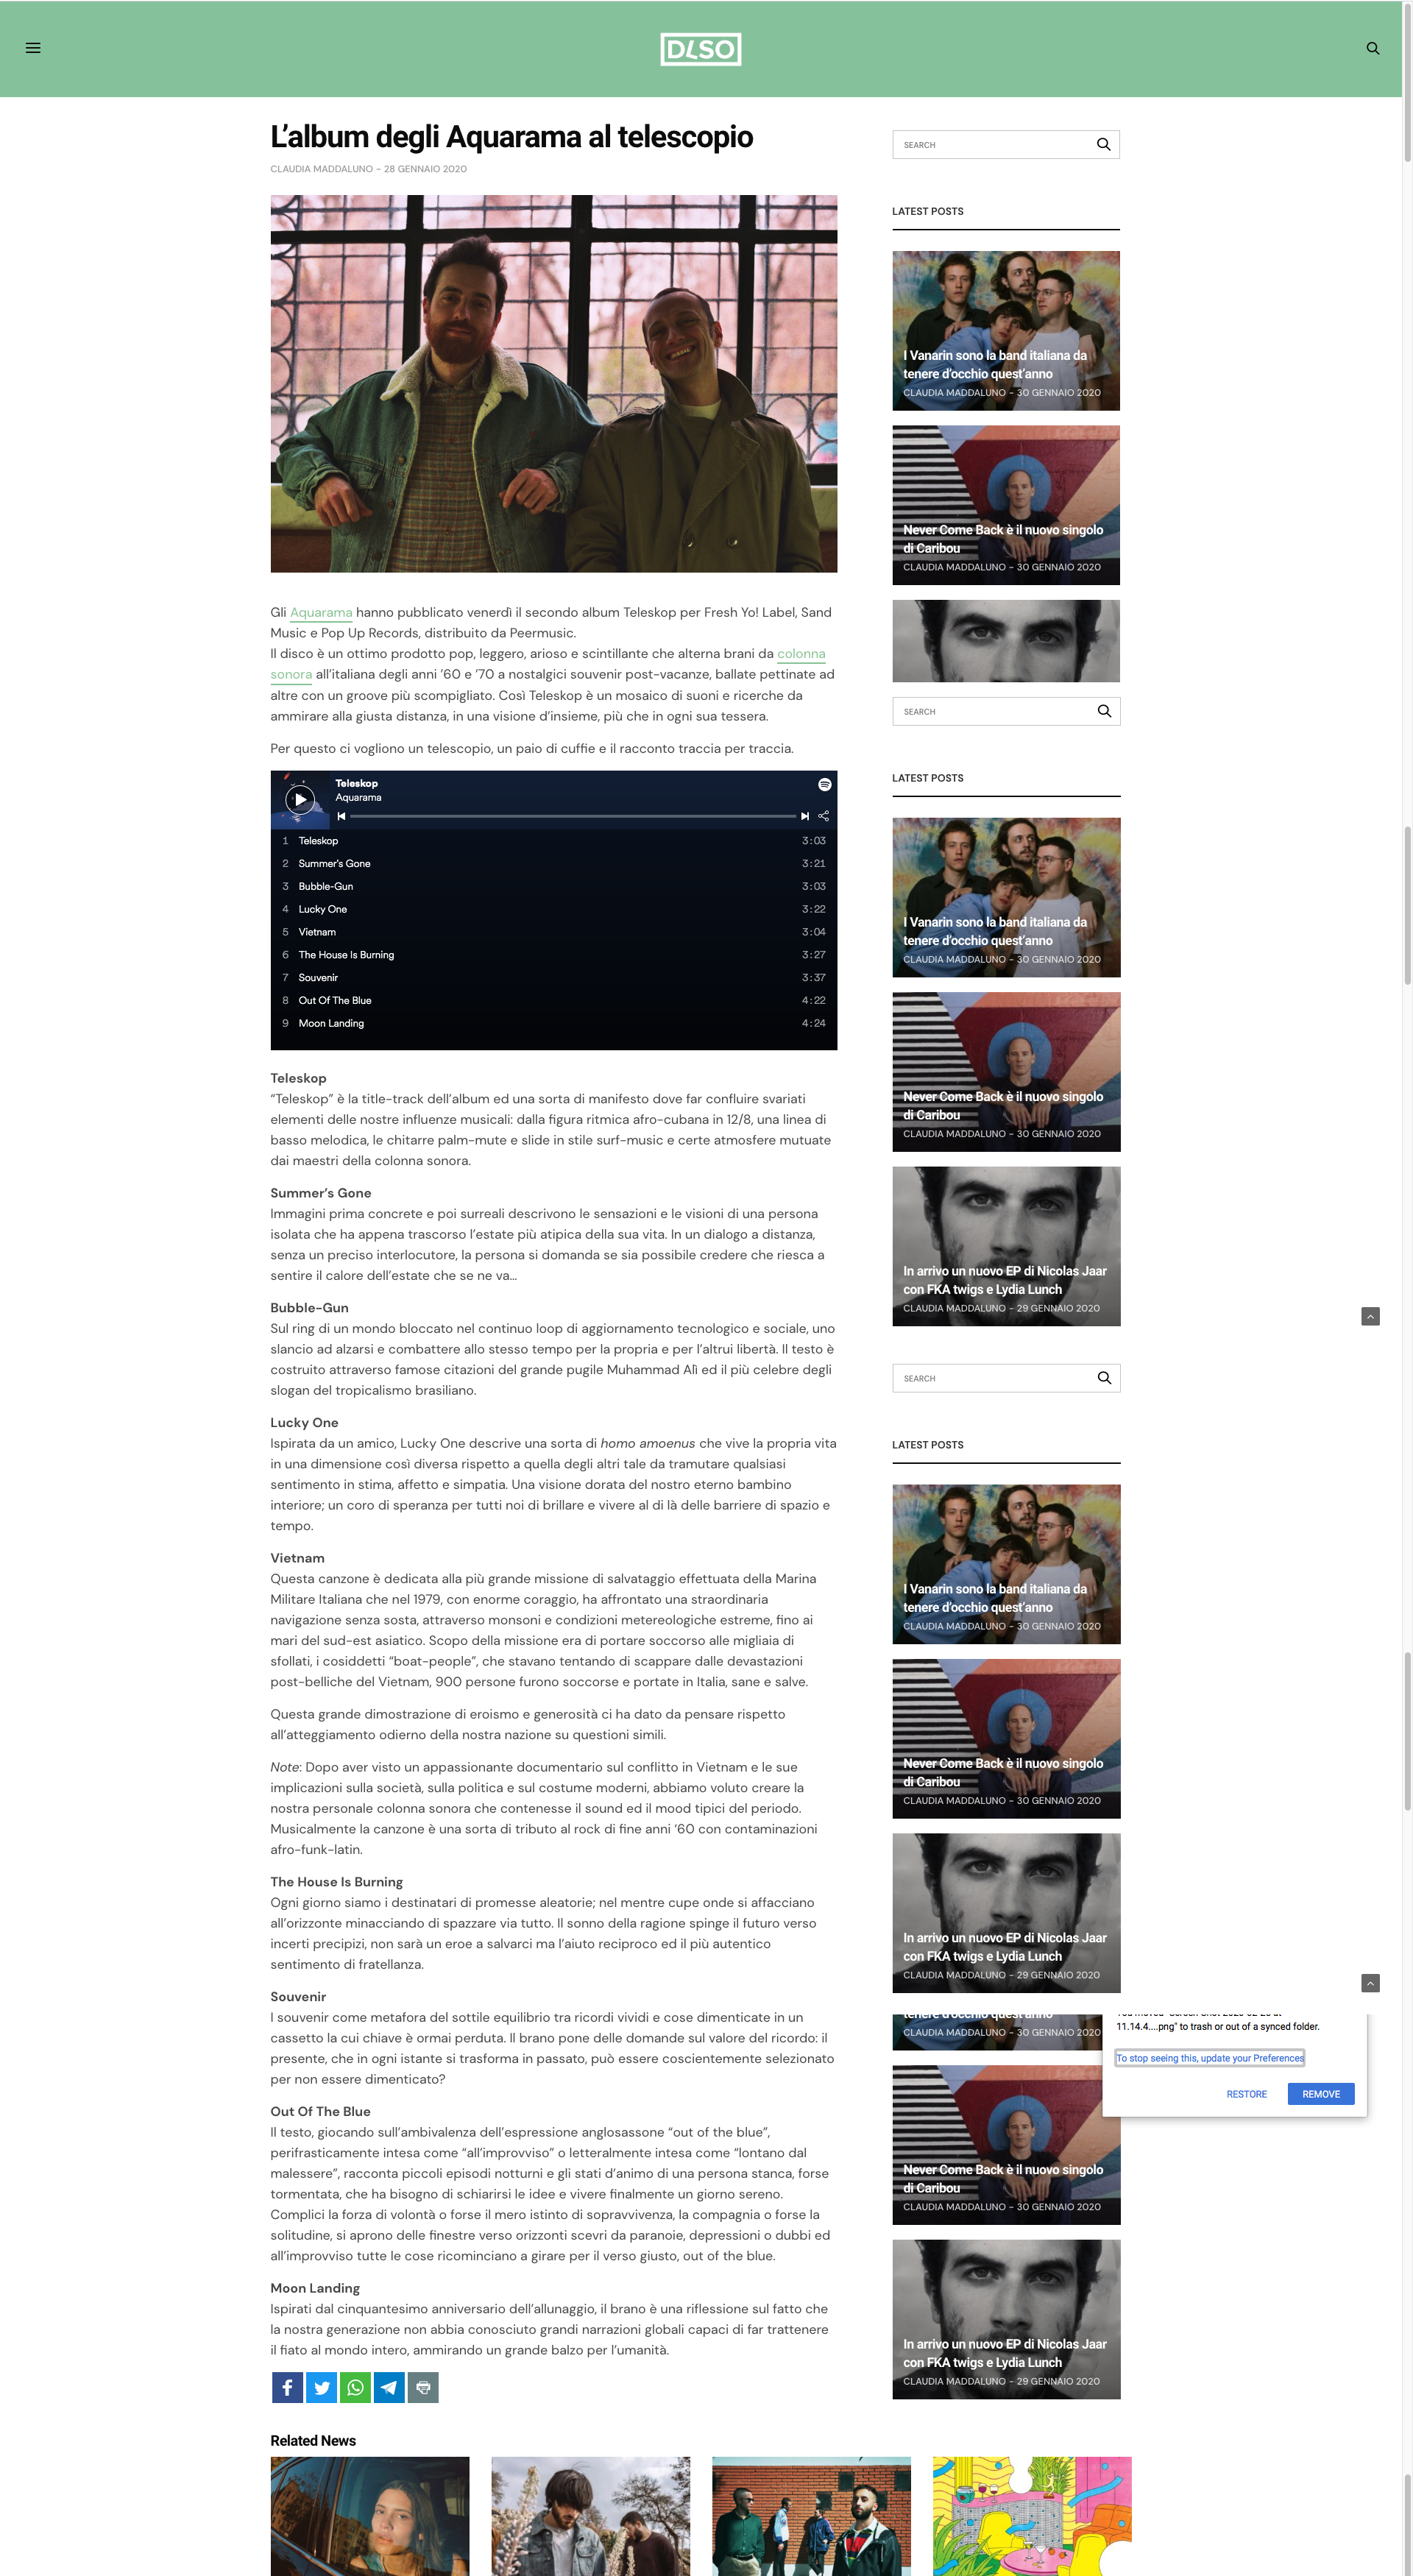 DLSO
L’album degli Aquarama al telescopio
CLAUDIA MADDALUNO - 28 GENNAIO 2020
Gli Aquarama hanno pubblicato venerdì il secondo album Teleskop per Fresh Yo! Label, Sand
Music e Pop Up Records, distribuito da Peermusic.
Il disco è un ottimo prodotto pop, leggero, arioso e scintillante che alterna brani da colonna
sonora all’italiana degli anni ’60 e ’70 a nostalgici souvenir post-vacanze, ballate pettinate ad
altre con un groove più scompigliato. Così Teleskop è un mosaico di suoni e ricerche da
ammirare alla giusta distanza, in una visione d’insieme, più che in ogni sua tessera.
Per questo ci vogliono un telescopio, un paio di cuffie e il racconto traccia per traccia.
Teleskop
Aquarama
1 Teleskop 3:03
2 Summer's Gone 3:21
3 Bubble-Gun 3:03
4 Lucky One 3:22
5 Vietnam 3:04
6 The House Is Burning 3:27
7 Souvenir 3:37
8 Out Of The Blue 4:22
9 Moon Landing 4:24
Teleskop
“Teleskop” è la title-track dell’album ed una sorta di manifesto dove far confluire svariati
elementi delle nostre influenze musicali: dalla figura ritmica afro-cubana in 12/8, una linea di
basso melodica, le chitarre palm-mute e slide in stile surf-music e certe atmosfere mutuate
dai maestri della colonna sonora.
Summer’s Gone
Immagini prima concrete e poi surreali descrivono le sensazioni e le visioni di una persona
isolata che ha appena trascorso l’estate più atipica della sua vita. In un dialogo a distanza,
senza un preciso interlocutore, la persona si domanda se sia possibile credere che riesca a
sentire il calore dell’estate che se ne va…
Bubble-Gun
Sul ring di un mondo bloccato nel continuo loop di aggiornamento tecnologico e sociale, uno
slancio ad alzarsi e combattere allo stesso tempo per la propria e per l’altrui libertà. Il testo è
costruito attraverso famose citazioni del grande pugile Muhammad Alì ed il più celebre degli
slogan del tropicalismo brasiliano.
Lucky One
Ispirata da un amico, Lucky One descrive una sorta di homo amoenus che vive la propria vita
in una dimensione così diversa rispetto a quella degli altri tale da tramutare qualsiasi
sentimento in stima, affetto e simpatia. Una visione dorata del nostro eterno bambino
interiore; un coro di speranza per tutti noi di brillare e vivere al di là delle barriere di spazio e
tempo.
Vietnam
Questa canzone è dedicata alla più grande missione di salvataggio effettuata della Marina
Militare Italiana che nel 1979, con enorme coraggio, ha affrontato una straordinaria
navigazione senza sosta, attraverso monsoni e condizioni metereologiche estreme, fino ai
mari del sud-est asiatico. Scopo della missione era di portare soccorso alle migliaia di
sfollati, i cosiddetti “boat-people”, che stavano tentando di scappare dalle devastazioni
post-belliche del Vietnam, 900 persone furono soccorse e portate in Italia, sane e salve.
Questa grande dimostrazione di eroismo e generosità ci ha dato da pensare rispetto
all’atteggiamento odierno della nostra nazione su questioni simili.
Note: Dopo aver visto un appassionante documentario sul conflitto in Vietnam e le sue
implicazioni sulla società, sulla politica e sul costume moderni, abbiamo voluto creare la
nostra personale colonna sonora che contenesse il sound ed il mood tipici del periodo.
Musicalmente la canzone è una sorta di tributo al rock di fine anni ’60 con contaminazioni
afro-funk-latin.
The House Is Burning
Ogni giorno siamo i destinatari di promesse aleatorie; nel mentre cupe onde si affacciano
all’orizzonte minacciando di spazzare via tutto. Il sonno della ragione spinge il futuro verso
incerti precipizi, non sarà un eroe a salvarci ma l’aiuto reciproco ed il più autentico
sentimento di fratellanza.
Souvenir
I souvenir come metafora del sottile equilibrio tra ricordi vividi e cose dimenticate in un
cassetto la cui chiave è ormai perduta. Il brano pone delle domande sul valore del ricordo: il
presente, che in ogni istante si trasforma in passato, può essere coscientemente selezionato
per non essere dimenticato?
Out Of The Blue
Il testo, giocando sull’ambivalenza dell’espressione anglosassone “out of the blue”,
perifrasticamente intesa come “all’improvviso” o letteralmente intesa come “lontano dal
malessere”, racconta piccoli episodi notturni e gli stati d’animo di una persona stanca, forse
tormentata, che ha bisogno di schiarirsi le idee e vivere finalmente un giorno sereno.
Complici la forza di volontà o forse il mero istinto di sopravvivenza, la compagnia o forse la
solitudine, si aprono delle finestre verso orizzonti scevri da paranoie, depressioni o dubbi ed
all’improvviso tutte le cose ricominciano a girare per il verso giusto, out of the blue.
Moon Landing
Ispirati dal cinquantesimo anniversario dell’allunaggio, il brano è una riflessione sul fatto che
la nostra generazione non abbia conosciuto grandi narrazioni globali capaci di far trattenere
il fiato al mondo intero, ammirando un grande balzo per l’umanità.
Related News
SEARCH
LATEST POSTS
I Vanarin sono la band italiana da
tenere d’occhio quest’anno
CLAUDIA MADDALUNO - 30 GENNAIO 2020
Never Come Back è il nuovo singolo
di Caribou
CLAUDIA MADDALUNO - 30 GENNAIO 2020
SEARCH
LATEST POSTS
I Vanarin sono la band italiana da
tenere d’occhio quest’anno
CLAUDIA MADDALUNO - 30 GENNAIO 2020
Never Come Back è il nuovo singolo
di Caribou
CLAUDIA MADDALUNO - 30 GENNAIO 2020
In arrivo un nuovo EP di Nicolas Jaar
con FKA twigs e Lydia Lunch
CLAUDIA MADDALUNO - 29 GENNAIO 2020
SEARCH
LATEST POSTS
I Vanarin sono la band italiana da
tenere d’occhio quest’anno
CLAUDIA MADDALUNO - 30 GENNAIO 2020
Never Come Back è il nuovo singolo
di Caribou
CLAUDIA MADDALUNO - 30 GENNAIO 2020
In arrivo un nuovo EP di Nicolas Jaar
con FKA twigs e Lydia Lunch
CLAUDIA MADDALUNO - 29 GENNAIO 2020
CLAUDIA MADDALUNO - 30 GENNAIO 2020
11.14.4....png" to trash or out of a synced folder.
To stop seeing this, update your Preferences
RESTORE REMOVE
Never Come Back è il nuovo singolo
di Caribou
CLAUDIA MADDALUNO - 30 GENNAIO 2020
In arrivo un nuovo EP di Nicolas Jaar
con FKA twigs e Lydia Lunch
CLAUDIA MADDALUNO - 29 GENNAIO 2020